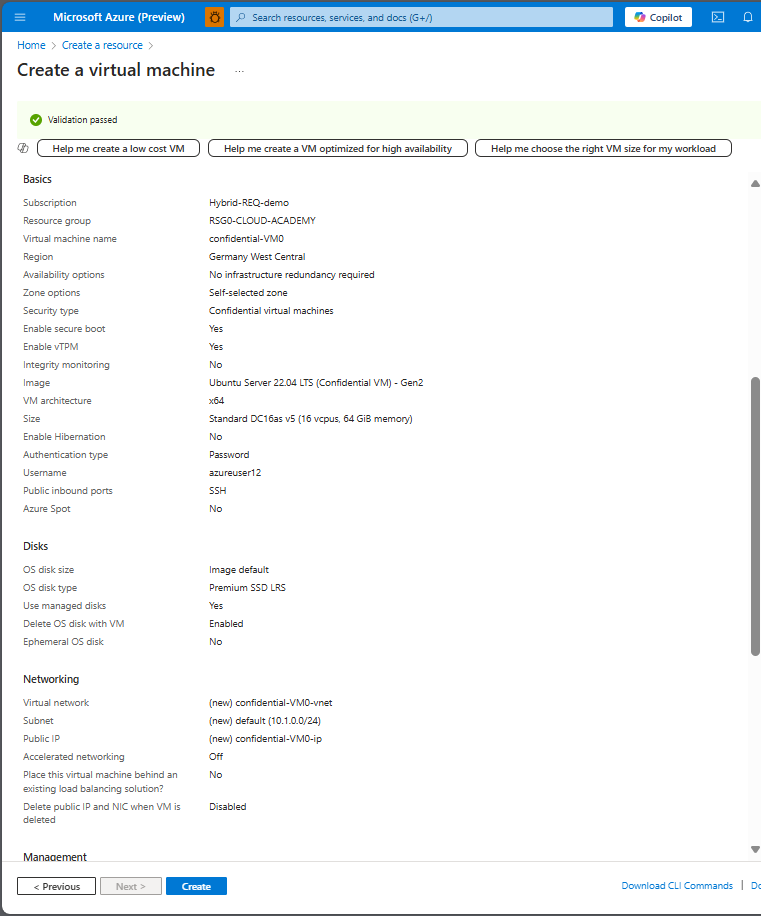 Microsoft Azure (Preview)
Search resources, services, and docs (G+/)
Copilot
Home > Create a resource >
Create a virtual machine ...
Validation passed
Help me create a low cost VM
Help me create a VM optimized for high availability
Help me choose the right VM size for my workload
Basics
Subscription Hybrid-REQ-demo
Resource group RSG0-CLOUD-ACADEMY
Virtual machine name confidential-VM0
Region Germany West Central
Availability options No infrastructure redundancy required
Zone options Self-selected zone
Security type Confidential virtual machines
Enable secure boot Yes
Enable vTPM Yes
Integrity monitoring No
Image Ubuntu Server 22.04 LTS (Confidential VM) - Gen2
VM architecture x64
Size Standard DC16as v5 (16 vcpus, 64 GiB memory)
Enable Hibernation No
Authentication type Password
Username azureuser12
Public inbound ports SSH
Azure Spot No
Disks
OS disk size Image default
OS disk type Premium SSD LRS
Use managed disks Yes
Delete OS disk with VM Enabled
Ephemeral OS disk No
Networking
Virtual network (new) confidential-VM0-vnet
Subnet (new) default (10.1.0.0/24)
Public IP (new) confidential-VM0-ip
Accelerated networking Off
Place this virtual machine behind an No
existing load balancing solution?
Delete public IP and NIC when VM is Disabled
deleted
Management
< Previous
Next >
Create
Download CLI Commands | Do